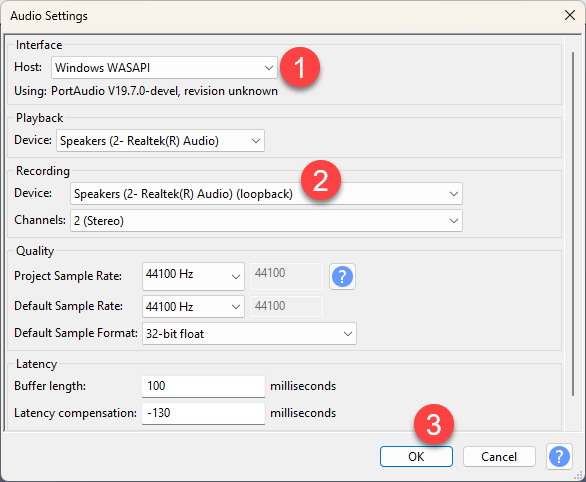 Audio Settings
Interface
Host: Windows WASAPI
1
Using: PortAudio V19.7.0-devel, revision unknown
Playback
Device: Speakers (2- Realtek(R) Audio)
Recording
2
Device: Speakers (2- Realtek(R) Audio) (loopback)
Channels: 2 (Stereo)
Quality
Project Sample Rate: 44100 Hz 44100 ?
Default Sample Rate: 44100 Hz 44100
Default Sample Format: 32-bit float
Latency
Buffer length: 100 milliseconds
Latency compensation: -130 milliseconds
3
OK Cancel ?